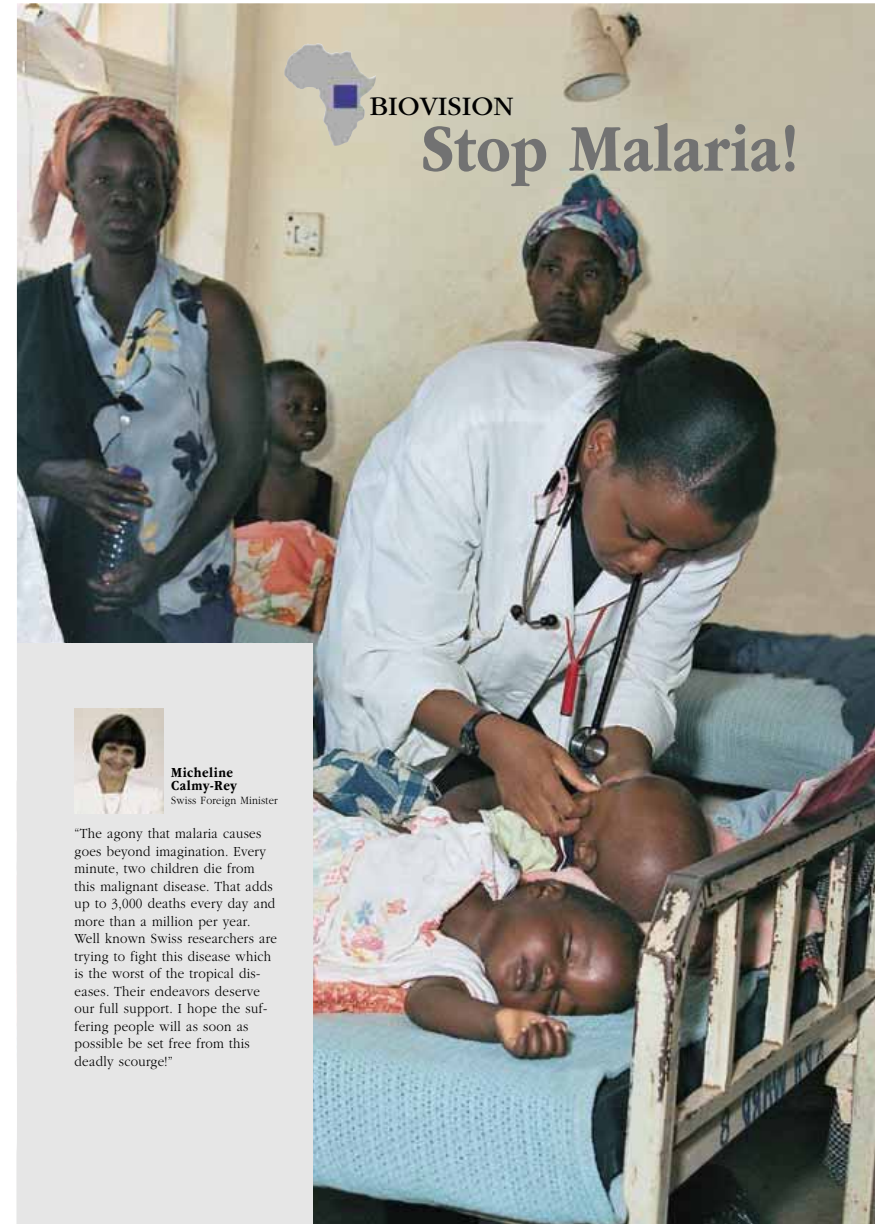 BIOVISION
Stop Malaria!
Micheline
Calmy-Rey
Swiss Foreign Minister
“The agony that malaria causes
goes beyond imagination. Every
minute, two children die from
this malignant disease. That adds
up to 3,000 deaths every day and
more than a million per year.
Well known Swiss researchers are
trying to fight this disease which
is the worst of the tropical dis-
eases. Their endeavors deserve
our full support. I hope the suf-
fering people will as soon as
possible be set free from this
deadly scourge!”